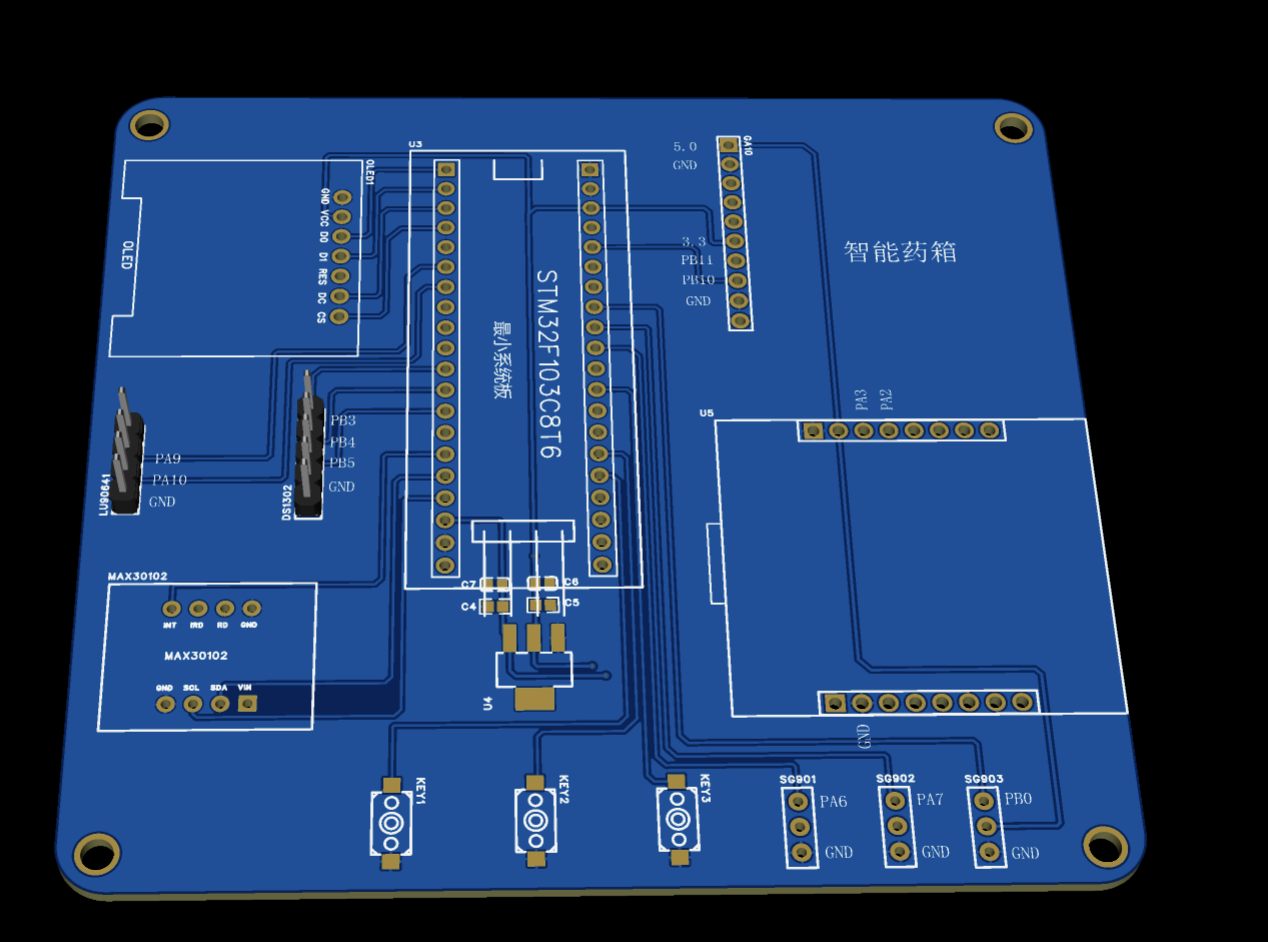 U3
OLED1
GND VCC D0 D1 RES DC CS
OLED
STM32F103C8T6
最小系统板
GA10
5.0
GND
3.3
PB11
PB10
GND
智能药箱
LU90641
PA9
PA10
GND
DS1302
PB3
PB4
PB5
GND
U5
PA3
PA2
GND
MAX30102
INT IRD RD GND
MAX30102
GND SCL SDA VIN
C7
C6
C4
C5
U4
KEY1
KEY2
KEY3
SG901
PA6
GND
SG902
PA7
GND
SG903
PB0
GND